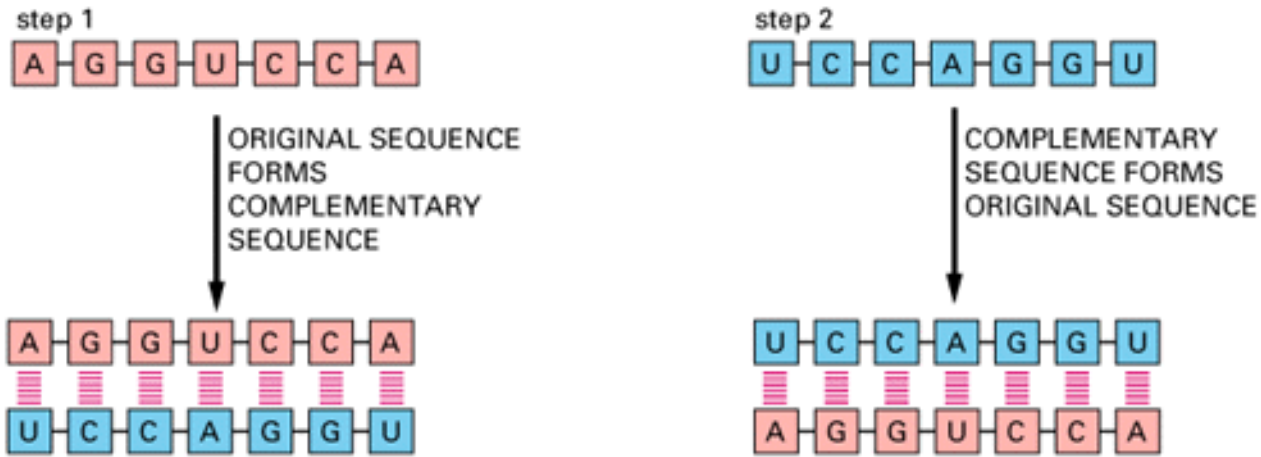 step 1
A G G U C C A
ORIGINAL SEQUENCE
FORMS
COMPLEMENTARY
SEQUENCE
A G G U C C A
U C C A G G U
step 2
U C C A G G U
COMPLEMENTARY
SEQUENCE FORMS
ORIGINAL SEQUENCE
U C C A G G U
A G G U C C A